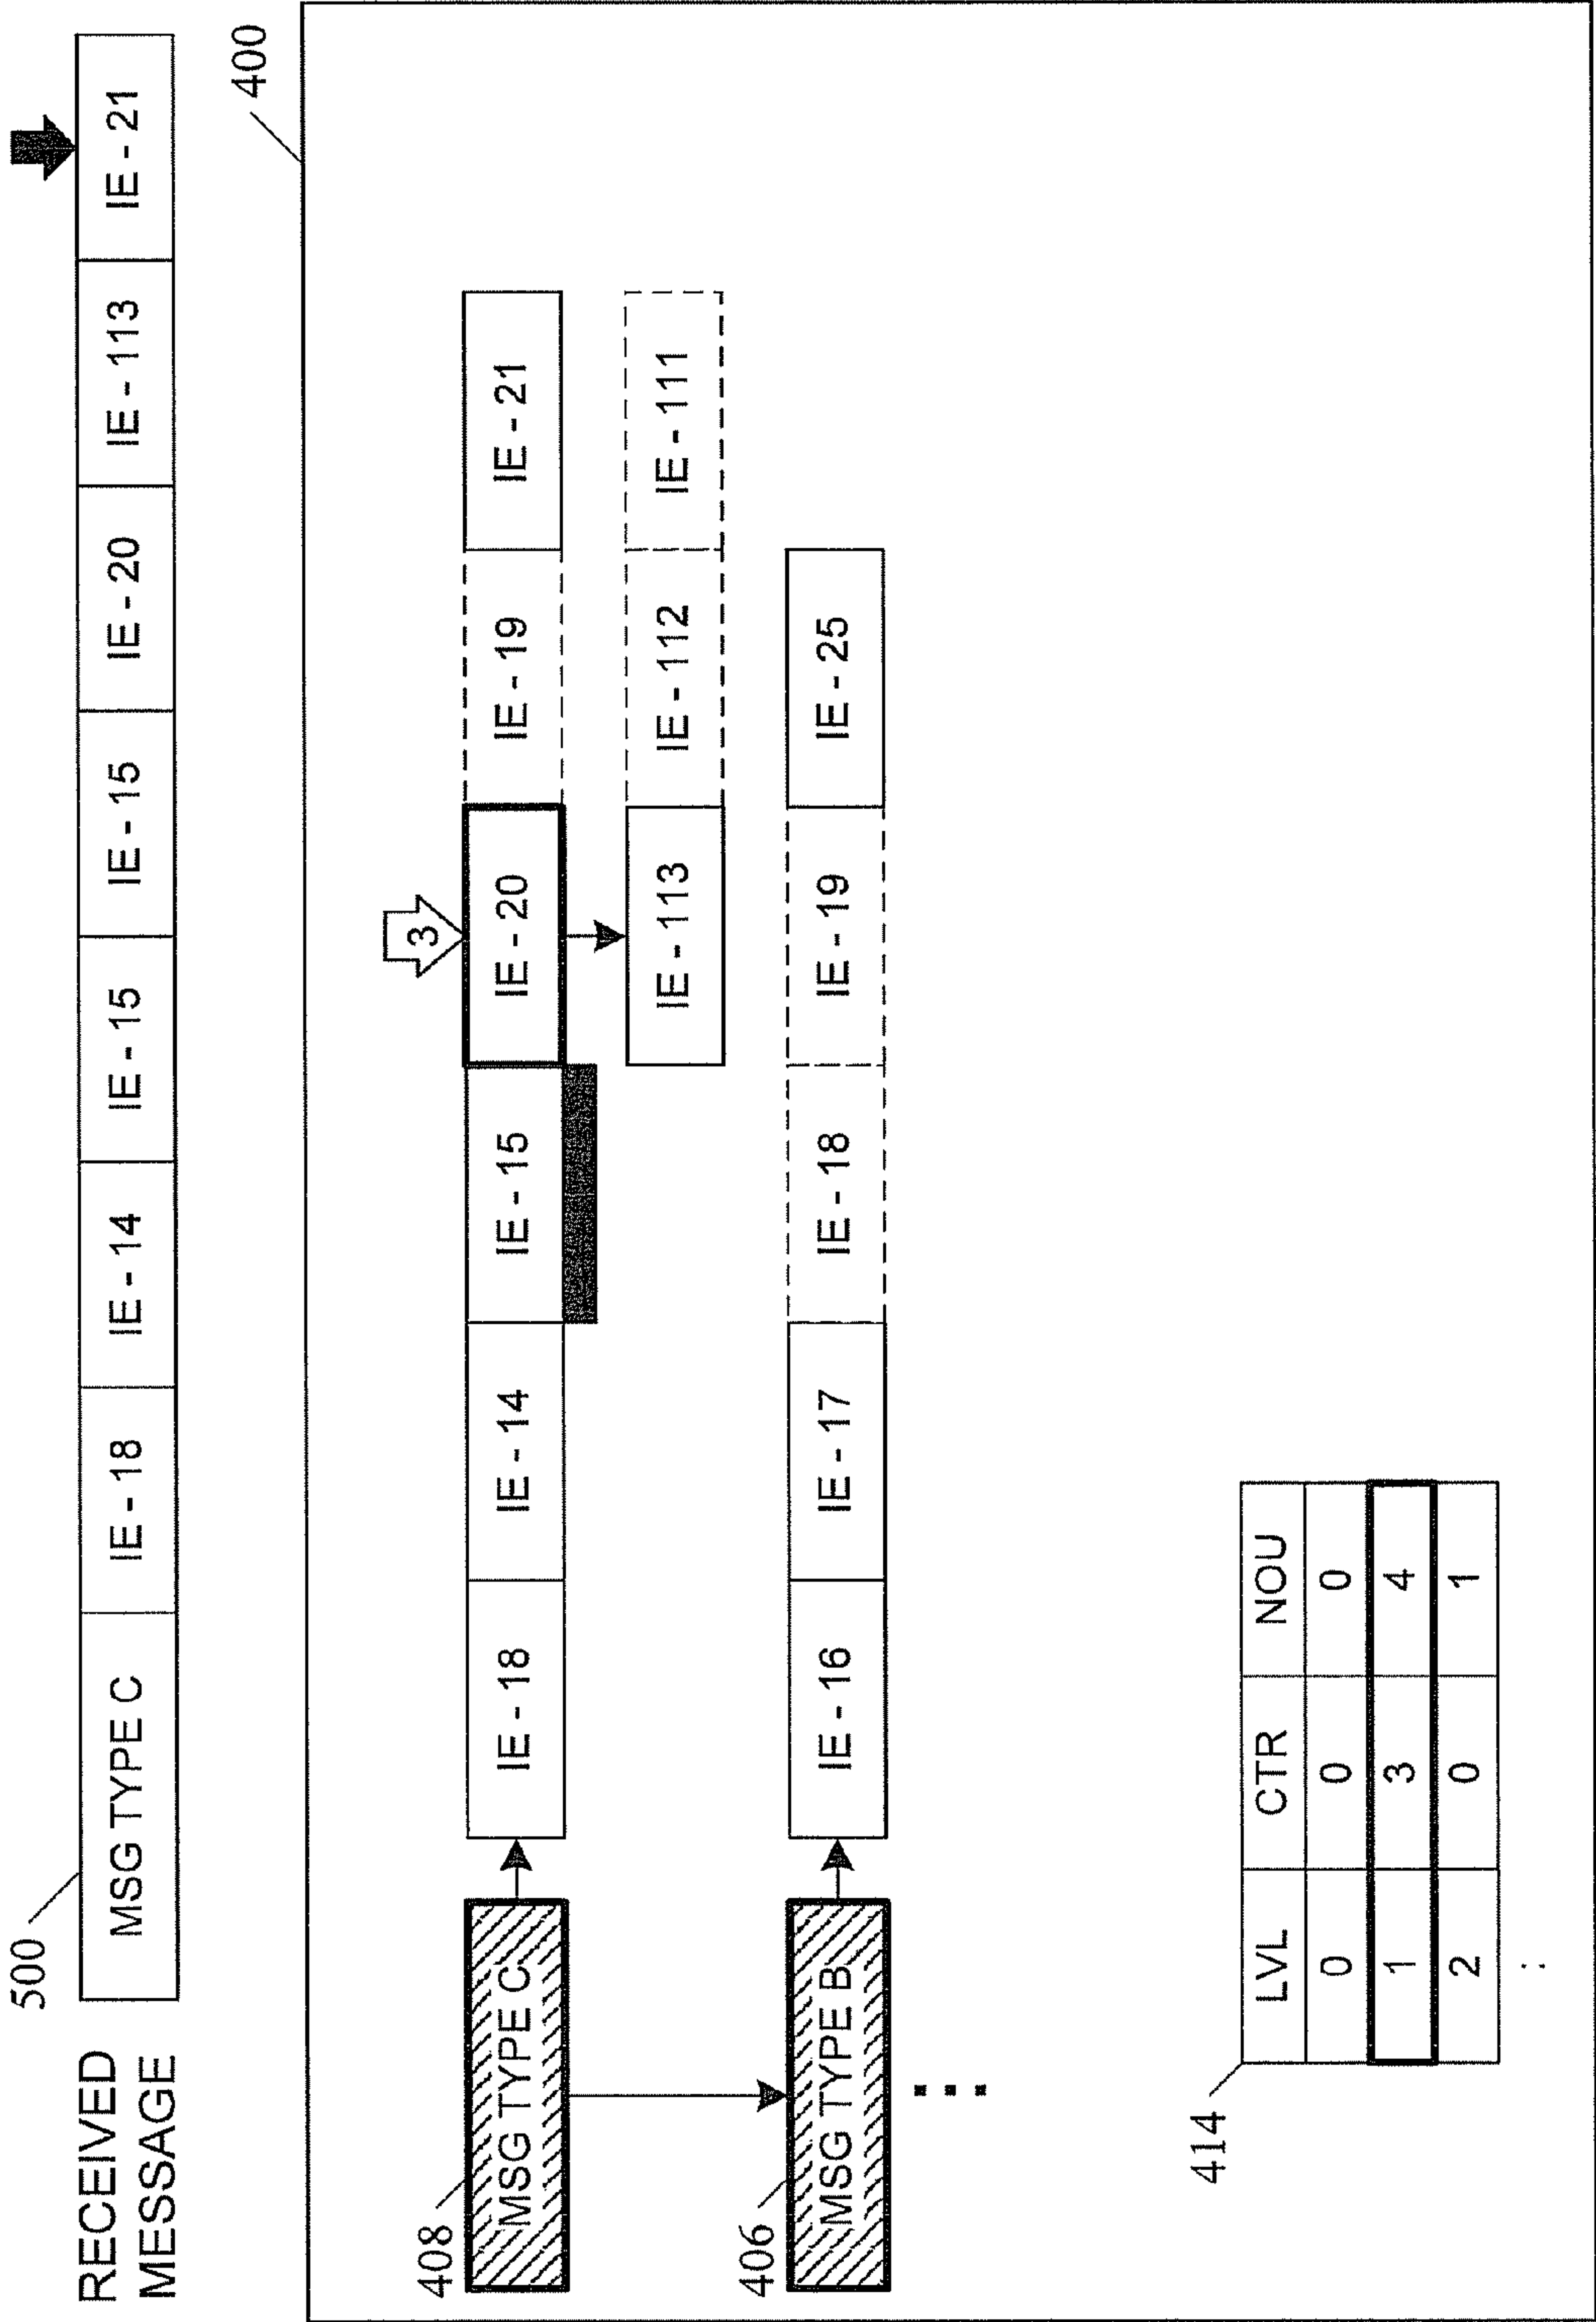 500
RECEIVED
MESSAGE
MSG TYPE C IE - 18 IE - 14 IE - 15 IE - 15 IE - 20 IE - 113 IE - 21
400
3
408
MSG TYPE C IE - 18 IE - 14 IE - 15 IE - 20 IE - 19 IE - 21
IE - 113 IE - 112 IE - 111
406
MSG TYPE B IE - 16 IE - 17 IE - 18 IE - 19 IE - 25
414
LVL CTR NOU
0 0 0
1 3 4
2 0 1